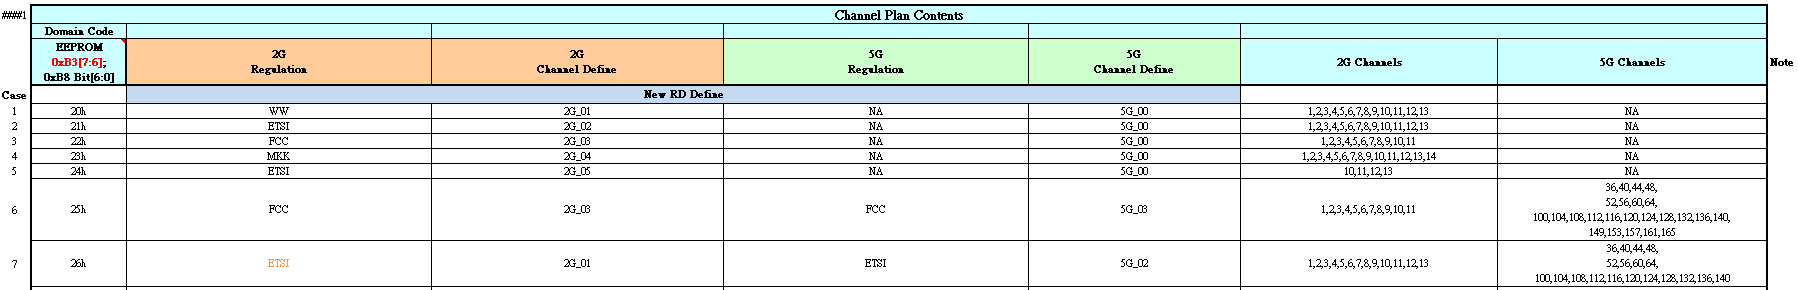 ####1
Channel Plan Contents
Domain Code
EEPROM
0xB3[7:6];
0xB8 Bit[6:0]
2G
Regulation
2G
Channel Define
5G
Regulation
5G
Channel Define
2G Channels
5G Channels
Note
Case
New RD Define
1 20h WW 2G_01 NA 5G_00 1,2,3,4,5,6,7,8,9,10,11,12,13 NA
2 21h ETSI 2G_02 NA 5G_00 1,2,3,4,5,6,7,8,9,10,11,12,13 NA
3 22h FCC 2G_03 NA 5G_00 1,2,3,4,5,6,7,8,9,10,11 NA
4 23h MKK 2G_04 NA 5G_00 1,2,3,4,5,6,7,8,9,10,11,12,13,14 NA
5 24h ETSI 2G_05 NA 5G_00 10,11,12,13 NA
6 25h FCC 2G_03 FCC 5G_03 1,2,3,4,5,6,7,8,9,10,11
36,40,44,48,
52,56,60,64,
100,104,108,112,116,120,124,128,132,136,140,
149,153,157,161,165
7 26h ETSI 2G_01 ETSI 5G_02 1,2,3,4,5,6,7,8,9,10,11,12,13
36,40,44,48,
52,56,60,64,
100,104,108,112,116,120,124,128,132,136,140